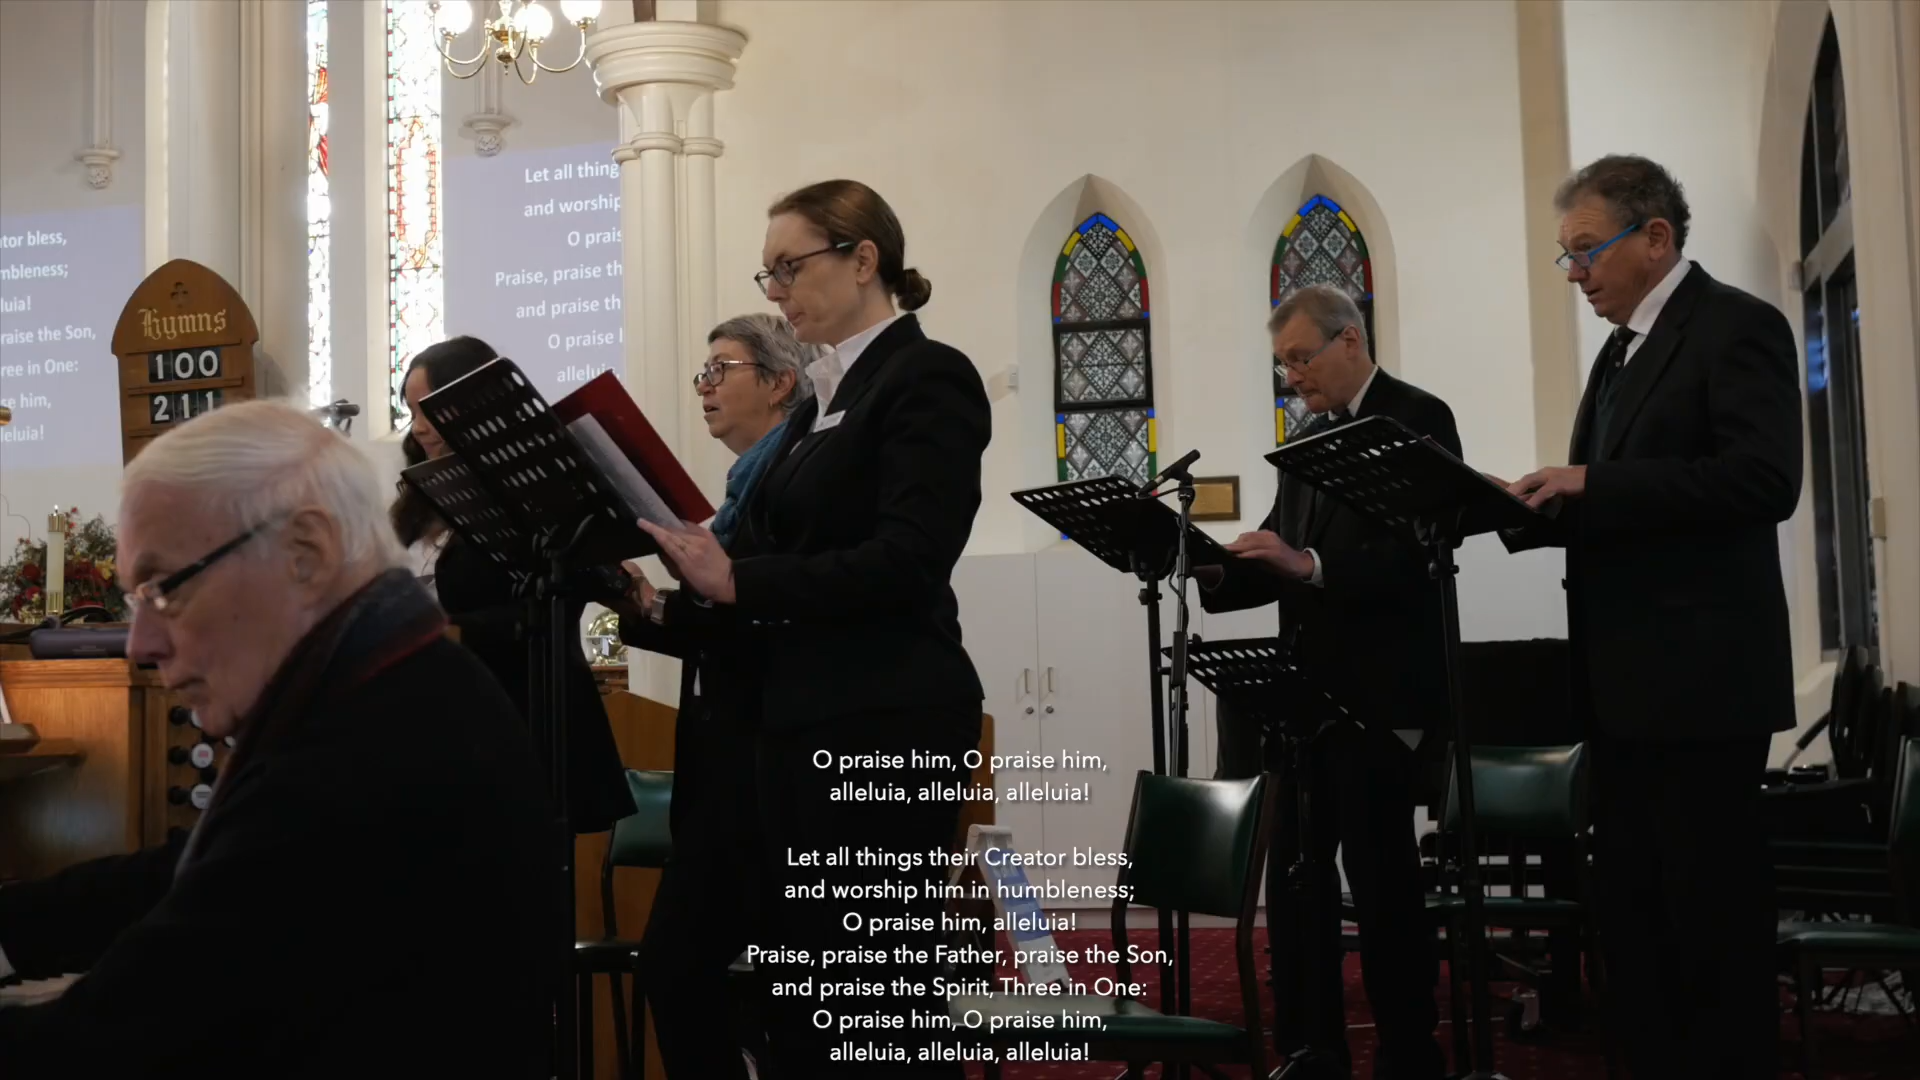 Let all thing
and worship
O prais
Praise, praise th
and praise th
O praise
alleluia,
tor bless,
mbleness;
luia!
raise the Son,
ree in One:
se him,
leluia!
Hymns
100
211
O praise him, O praise him,
alleluia, alleluia, alleluia!
Let all things their Creator bless,
and worship him in humbleness;
O praise him, alleluia!
Praise, praise the Father, praise the Son,
and praise the Spirit, Three in One:
O praise him, O praise him,
alleluia, alleluia, alleluia!